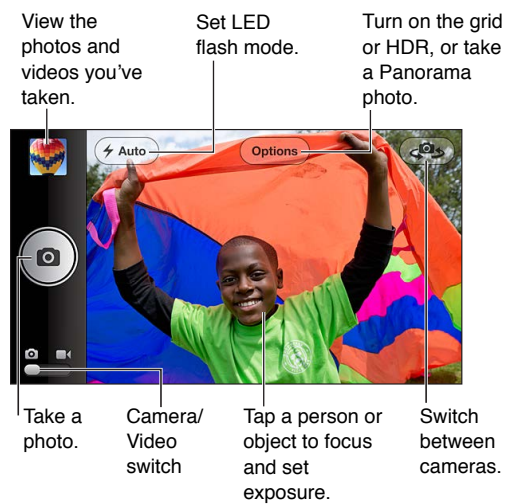 View the
photos and
videos you've
taken.
Set LED
flash mode.
Turn on the grid
or HDR, or take
a Panorama
photo.
Auto
Options
Take a
photo.
Camera/
Video
switch
Tap a person or
object to focus
and set
exposure.
Switch
between
cameras.